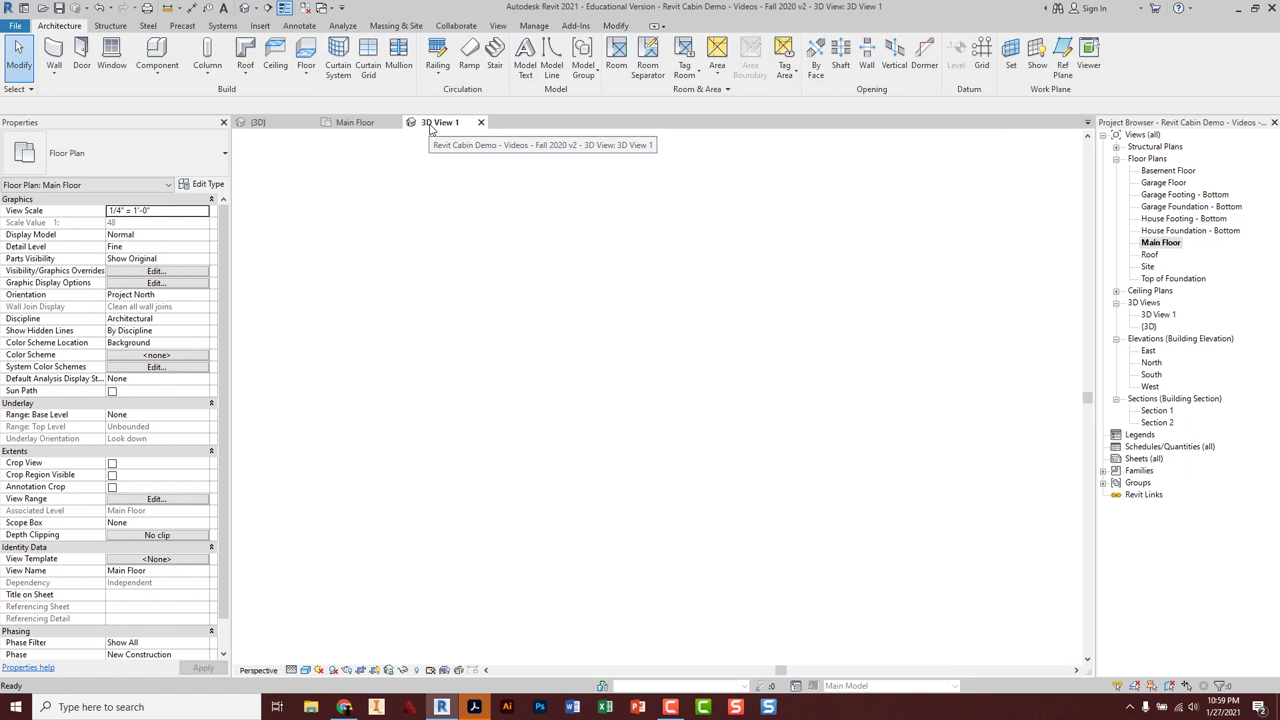 Autodesk Revit 2021 - Educational Version - Revit Cabin Demo - Videos - Fall 2020 v2 - 3D View: 3D View 1
Sign In
File Architecture Structure Steel Precast Systems Insert Annotate Analyze Massing & Site Collaborate View Manage Add-Ins Modify
Modify Wall Door Window Component Column Roof Ceiling Floor Curtain System Curtain Grid Mullion Railing Ramp Stair Model Text Model Line Model Group Room Room Separator Tag Room Area Area Boundary Tag Area By Face Shaft Wall Vertical Dormer Level Grid Set Show Ref Plane Viewer
Select Build Circulation Model Room & Area Opening Datum Work Plane
Properties
{3D} Main Floor 3D View 1
Project Browser - Revit Cabin Demo - Videos - ...
Revit Cabin Demo - Videos - Fall 2020 v2 - 3D View: 3D View 1
Floor Plan
Floor Plan: Main Floor Edit Type
Graphics
View Scale 1/4" = 1'-0"
Scale Value 1: 48
Display Model Normal
Detail Level Fine
Parts Visibility Show Original
Visibility/Graphics Overrides Edit...
Graphic Display Options Edit...
Orientation Project North
Wall Join Display Clean all wall joins
Discipline Architectural
Show Hidden Lines By Discipline
Color Scheme Location Background
Color Scheme <none>
System Color Schemes Edit...
Default Analysis Display St... None
Sun Path
Underlay
Range: Base Level None
Range: Top Level Unbounded
Underlay Orientation Look down
Extents
Crop View
Crop Region Visible
Annotation Crop
View Range Edit...
Associated Level Main Floor
Scope Box None
Depth Clipping No clip
Identity Data
View Template <None>
View Name Main Floor
Dependency Independent
Title on Sheet
Referencing Sheet
Referencing Detail
Phasing
Phase Filter Show All
Phase New Construction
Properties help Apply
Views (all)
Structural Plans
Floor Plans
Basement Floor
Garage Floor
Garage Footing - Bottom
Garage Foundation - Bottom
House Footing - Bottom
House Foundation - Bottom
Main Floor
Roof
Site
Top of Foundation
Ceiling Plans
3D Views
3D View 1
{3D}
Elevations (Building Elevation)
East
North
South
West
Sections (Building Section)
Section 1
Section 2
Legends
Schedules/Quantities (all)
Sheets (all)
Families
Groups
Revit Links
Perspective
Ready :0 Main Model :0
Type here to search
10:59 PM
1/27/2021